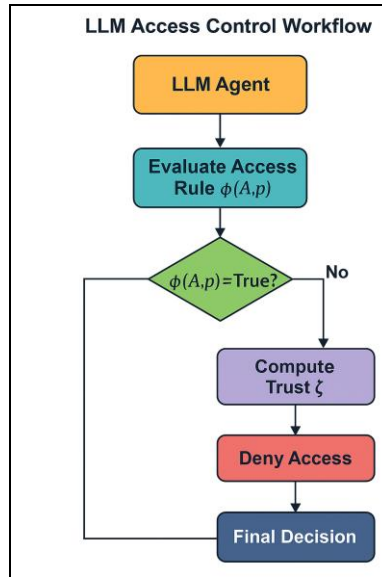 LLM Access Control Workflow
LLM Agent
Evaluate Access
Rule ϕ(A,p)
ϕ(A,p)=True?
No
Compute
Trust ζ
Deny Access
Final Decision